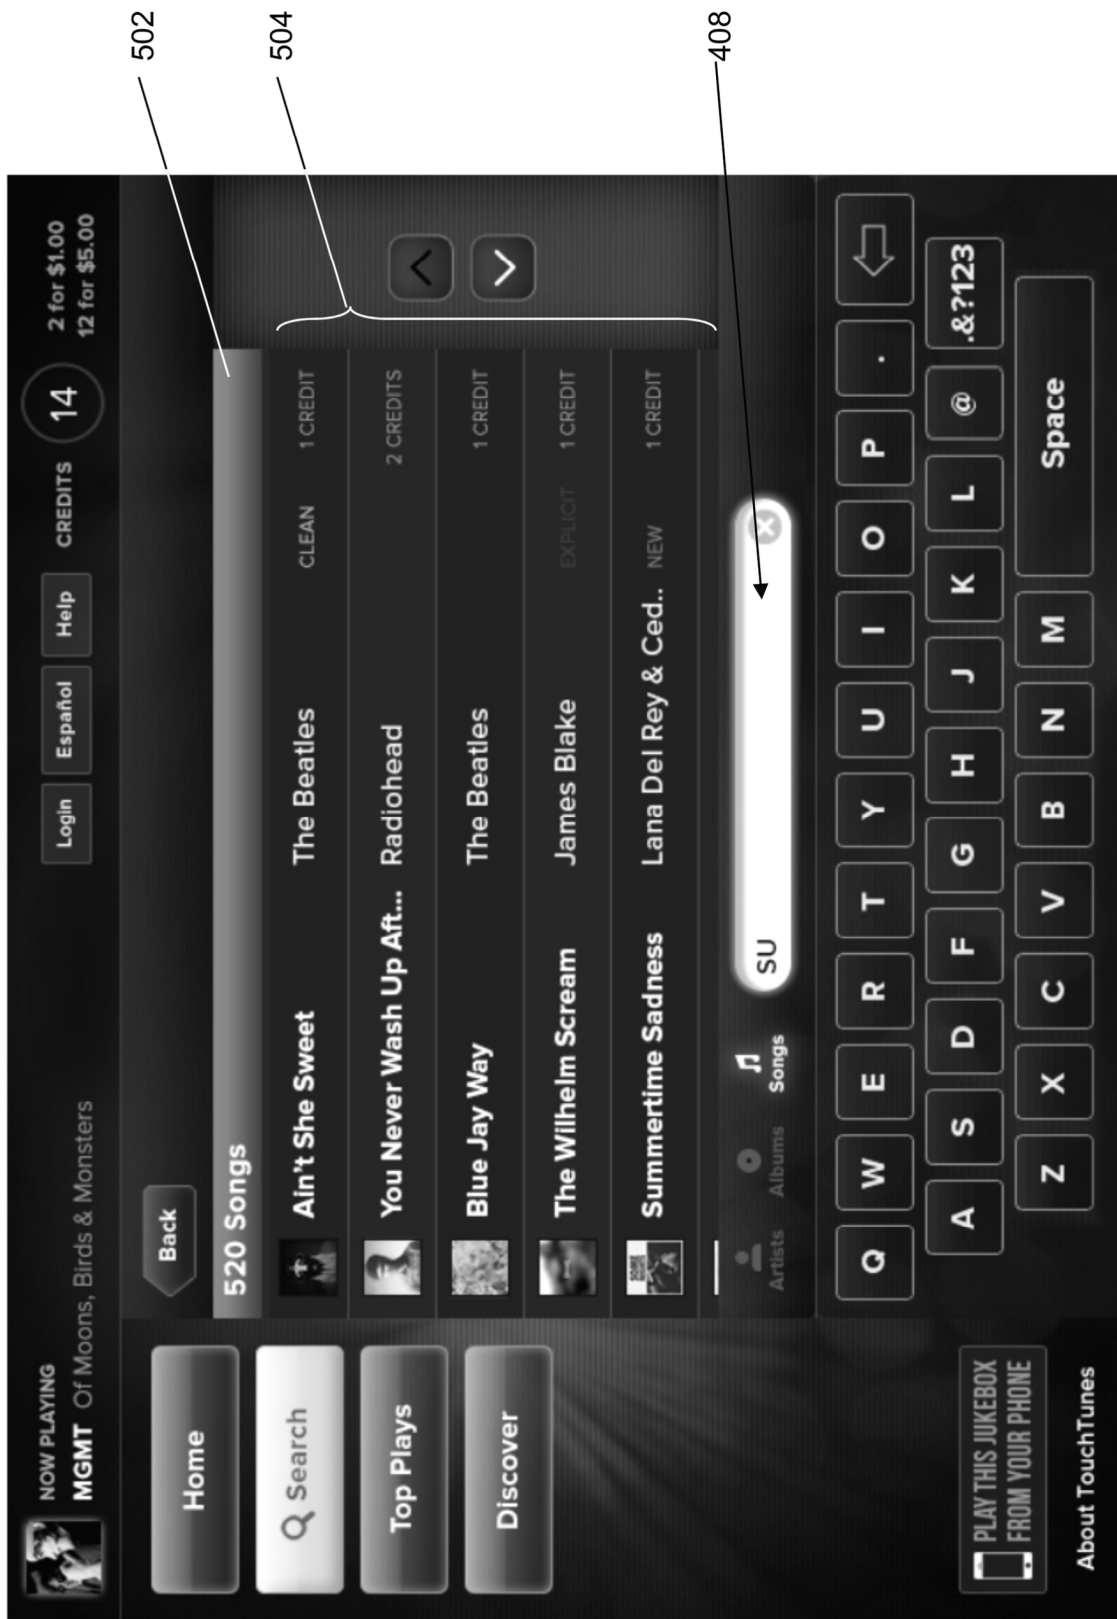 502
504
408
NOW PLAYING
MGMT Of Moons, Birds & Monsters
Login Español Help CREDITS 14
2 for $1.00
12 for $5.00
Home
Search
Top Plays
Discover
Back
520 Songs
Ain't She Sweet The Beatles CLEAN 1 CREDIT
You Never Wash Up Aft... Radiohead 2 CREDITS
Blue Jay Way The Beatles 1 CREDIT
The Wilhelm Scream James Blake EXPLICIT 1 CREDIT
Summertime Sadness Lana Del Rey & Ced.. NEW 1 CREDIT
Artists Albums Songs SU
Q W E R T Y U I O P .
A S D F G H J K L @ .&?123
Z X C V B N M Space
PLAY THIS JUKEBOX
FROM YOUR PHONE
About TouchTunes